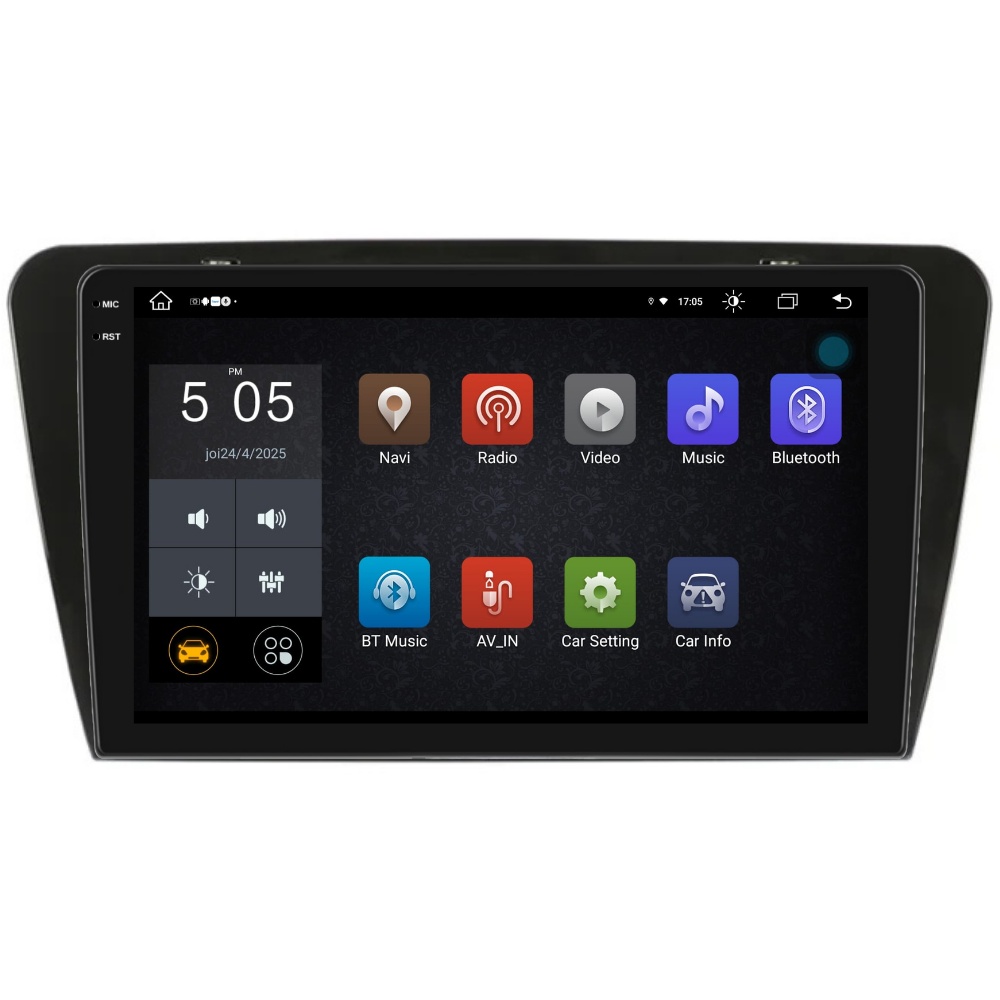 MIC
RST
17:05
PM
5 05
joi24/4/2025
Navi
Radio
Video
Music
Bluetooth
BT Music
AV_IN
Car Setting
Car Info